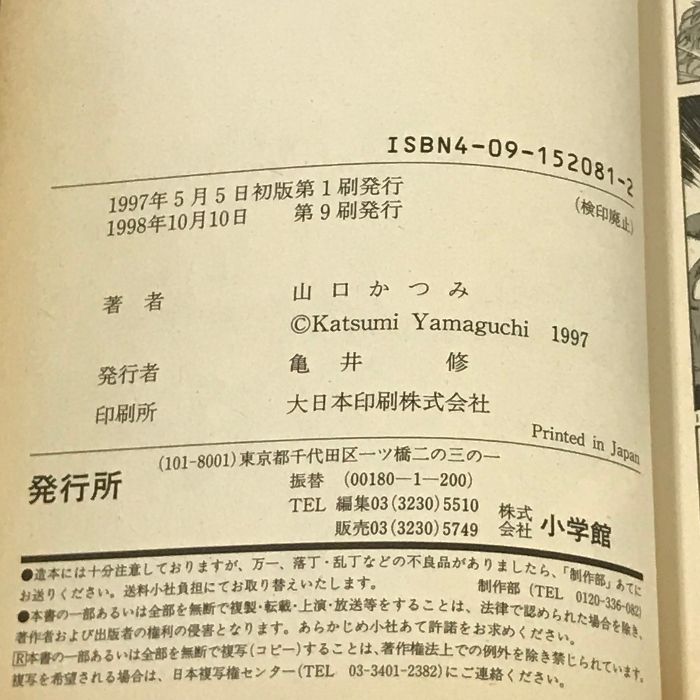 ISBN4-09-152081-2
1997年5月5日初版第1刷発行
1998年10月10日 第9刷発行
(検印廃止)
著者 山口かつみ
©Katsumi Yamaguchi 1997
発行者 亀井 修
印刷所 大日本印刷株式会社
Printed in Japan
(101-8001)東京都千代田区一ツ橋二の三の一
発行所 振替 (00180-1-200)
TEL 編集03(3230)5510
販売03(3230)5749 株式会社 小学館
●造本には十分注意しておりますが、万一、落丁・乱丁などの不良品がありましたら、「制作部」あてに
お送りください。送料小社負担にてお取り替えいたします。 制作部(TEL 0120-336-082)
●本書の一部あるいは全部を無断で複製・転載・上演・放送等をすることは、法律で認められた場合を除き、
著作者および出版者の権利の侵害となります。あらかじめ小社あて許諾をお求めください。
R本書の一部あるいは全部を無断で複写(コピー)することは、著作権法上での例外を除き禁じられています。
複写を希望される場合は、日本複写権センター(TEL 03-3401-2382)にご連絡ください。